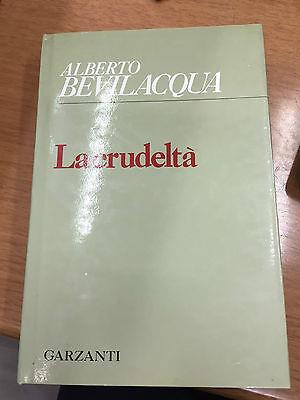 ALBERTO
BEVILACQUA
La crudeltà
GARZANTI